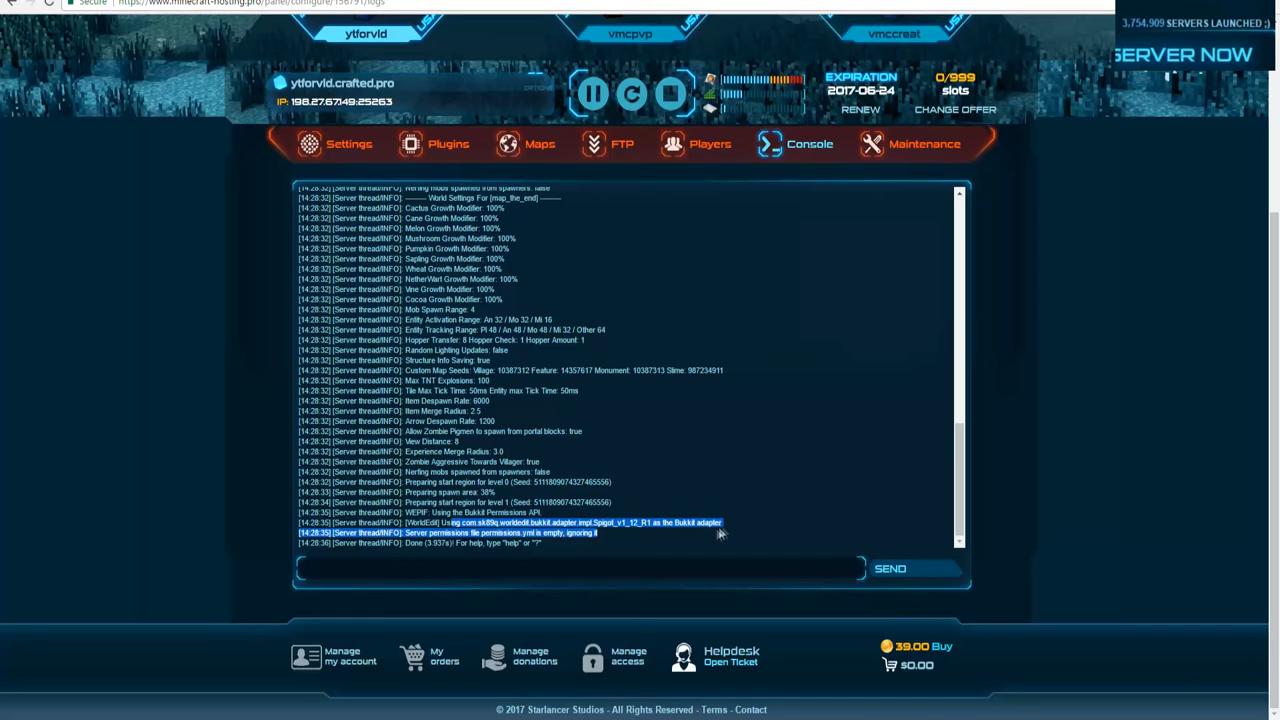 Secure https://www.minecraft-hosting.pro/panel/configure/156791/logs
3,754,909 SERVERS LAUNCHED ;)
SERVER NOW
ytforvld
USA
vmcpvp
USA
vmccreat
USA
ytforvld.crafted.pro
IP: 198.27.67.149:25263
EXPIRATION
2017-06-24
RENEW
0/999
slots
CHANGE OFFER
Settings
Plugins
Maps
FTP
Players
Console
Maintenance
[14:28:32] [Server thread/INFO]: Nerfing mobs spawned from spawners: false
[14:28:32] [Server thread/INFO]: -------- World Settings For [map_the_end] --------
[14:28:32] [Server thread/INFO]: Cactus Growth Modifier: 100%
[14:28:32] [Server thread/INFO]: Cane Growth Modifier: 100%
[14:28:32] [Server thread/INFO]: Melon Growth Modifier: 100%
[14:28:32] [Server thread/INFO]: Mushroom Growth Modifier: 100%
[14:28:32] [Server thread/INFO]: Pumpkin Growth Modifier: 100%
[14:28:32] [Server thread/INFO]: Sapling Growth Modifier: 100%
[14:28:32] [Server thread/INFO]: Wheat Growth Modifier: 100%
[14:28:32] [Server thread/INFO]: NetherWart Growth Modifier: 100%
[14:28:32] [Server thread/INFO]: Vine Growth Modifier: 100%
[14:28:32] [Server thread/INFO]: Cocoa Growth Modifier: 100%
[14:28:32] [Server thread/INFO]: Mob Spawn Range: 4
[14:28:32] [Server thread/INFO]: Entity Activation Range: An 32 / Mo 32 / Mi 16
[14:28:32] [Server thread/INFO]: Entity Tracking Range: Pl 48 / An 48 / Mo 48 / Mi 32 / Other 64
[14:28:32] [Server thread/INFO]: Hopper Transfer: 8 Hopper Check: 1 Hopper Amount: 1
[14:28:32] [Server thread/INFO]: Random Lighting Updates: false
[14:28:32] [Server thread/INFO]: Structure Info Saving: true
[14:28:32] [Server thread/INFO]: Custom Map Seeds: Village: 10387312 Feature: 14357617 Monument: 10387313 Slime: 987234911
[14:28:32] [Server thread/INFO]: Max TNT Explosions: 100
[14:28:32] [Server thread/INFO]: Tile Max Tick Time: 50ms Entity max Tick Time: 50ms
[14:28:32] [Server thread/INFO]: Item Despawn Rate: 6000
[14:28:32] [Server thread/INFO]: Item Merge Radius: 2.5
[14:28:32] [Server thread/INFO]: Arrow Despawn Rate: 1200
[14:28:32] [Server thread/INFO]: Allow Zombie Pigmen to spawn from portal blocks: true
[14:28:32] [Server thread/INFO]: View Distance: 8
[14:28:32] [Server thread/INFO]: Experience Merge Radius: 3.0
[14:28:32] [Server thread/INFO]: Zombie Aggressive Towards Villager: true
[14:28:32] [Server thread/INFO]: Nerfing mobs spawned from spawners: false
[14:28:32] [Server thread/INFO]: Preparing start region for level 0 (Seed: 5111809074327465556)
[14:28:33] [Server thread/INFO]: Preparing spawn area: 38%
[14:28:34] [Server thread/INFO]: Preparing start region for level 1 (Seed: 5111809074327465556)
[14:28:35] [Server thread/INFO]: WEPIF: Using the Bukkit Permissions API.
[14:28:35] [Server thread/INFO]: [WorldEdit] Using com.sk89q.worldedit.bukkit.adapter.impl.Spigot_v1_12_R1 as the Bukkit adapter
[14:28:35] [Server thread/INFO]: Server permissions file permissions.yml is empty, ignoring it
[14:28:36] [Server thread/INFO]: Done (3.937s)! For help, type "help" or "?"
SEND
Manage
my account
My
orders
Manage
donations
Manage
access
Helpdesk
Open Ticket
39.00 Buy
$0.00
© 2017 Starlancer Studios - All Rights Reserved - Terms - Contact